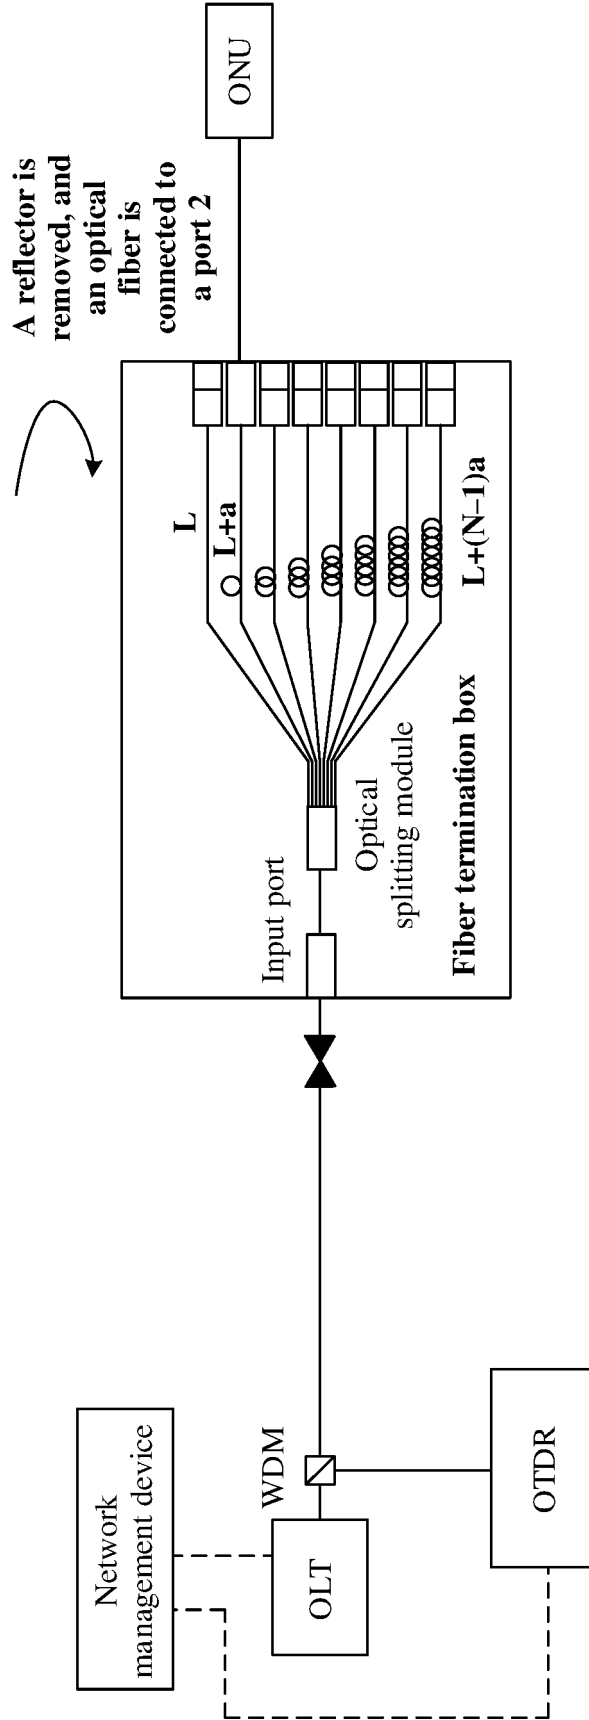 Network
management device
OLT
WDM
OTDR
Input port
Optical
splitting module
Fiber termination box
L
L+a
L+(N−1)a
A reflector is
removed, and
an optical
fiber is
connected to
a port 2
ONU